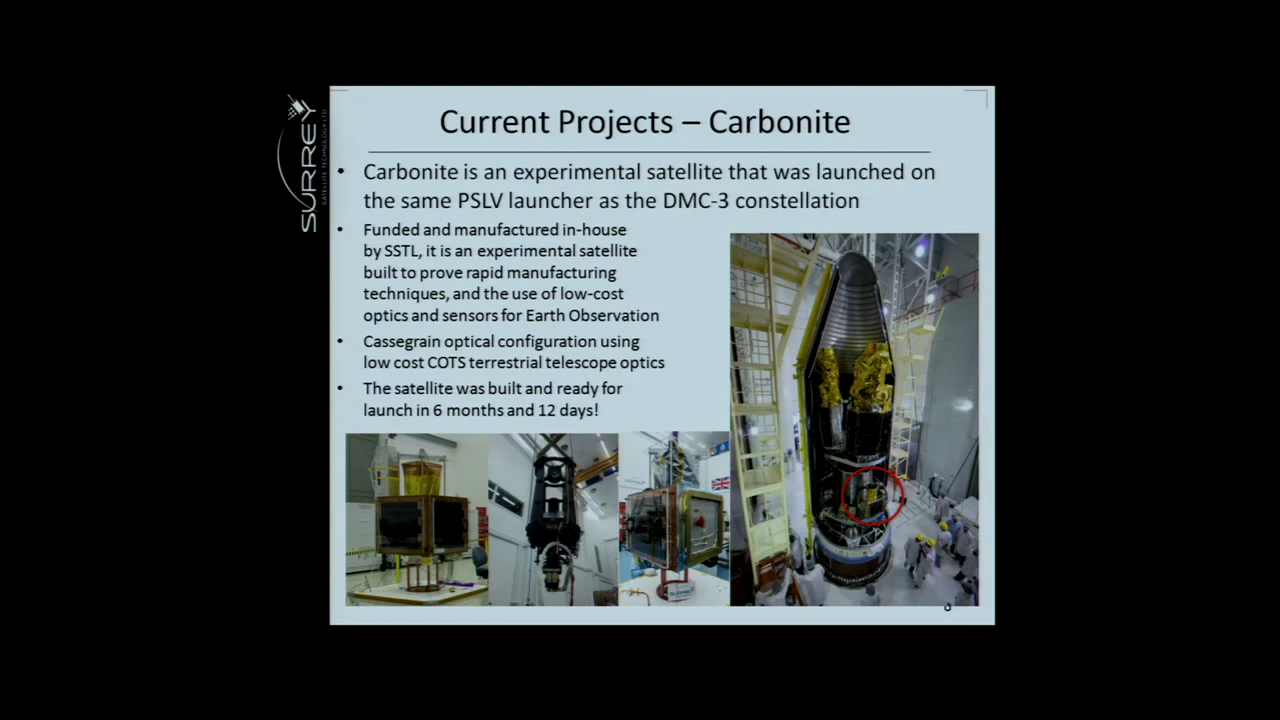 SURREY
SATELLITE TECHNOLOGY LTD
Current Projects – Carbonite
• Carbonite is an experimental satellite that was launched on
the same PSLV launcher as the DMC-3 constellation
• Funded and manufactured in-house
by SSTL, it is an experimental satellite
built to prove rapid manufacturing
techniques, and the use of low-cost
optics and sensors for Earth Observation
• Cassegrain optical configuration using
low cost COTS terrestrial telescope optics
• The satellite was built and ready for
launch in 6 months and 12 days!